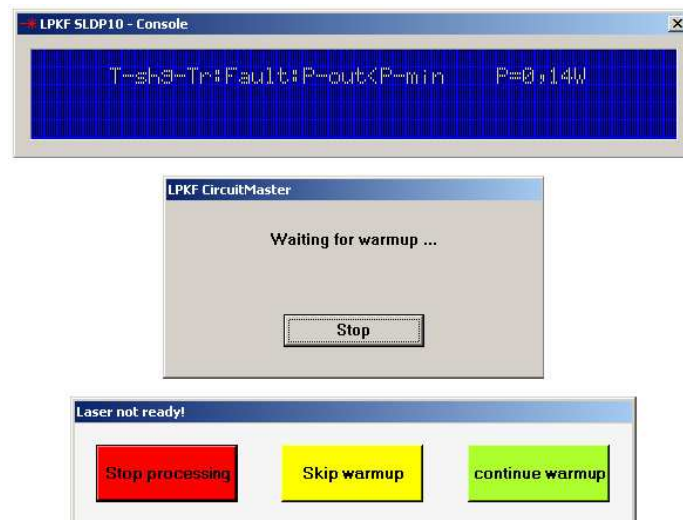 LPKF SLDP10 - Console
T-sh@-Tr:Fault:P-out<P-min P=0,14W
LPKF CircuitMaster
Waiting for warmup ...
Stop
Laser not ready!
Stop processing
Skip warmup
continue warmup